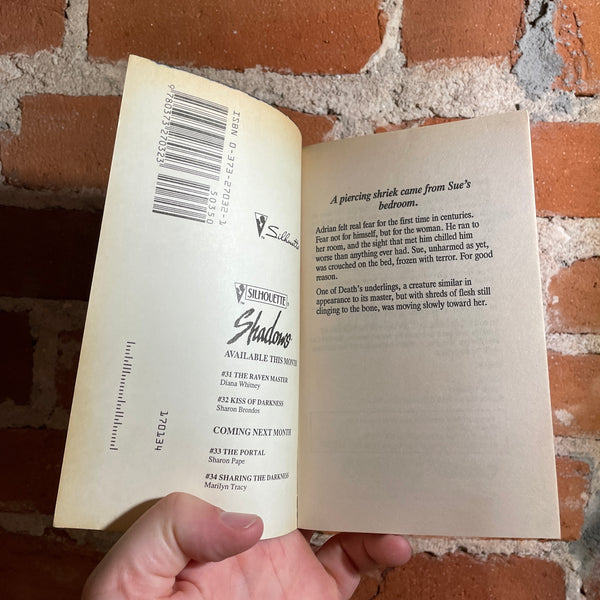 ISBN 0-373-27032-1
9 780373 270323
50350
Silhouette
SILHOUETTE
Shadows
AVAILABLE THIS MONTH
#31 THE RAVEN MASTER
Diana Whitney
#32 KISS OF DARKNESS
Sharon Brondos
COMING NEXT MONTH
#33 THE PORTAL
Sharon Pape
#34 SHARING THE DARKNESS
Marilyn Tracy
170134
A piercing shriek came from Sue's
bedroom.
Adrian felt real fear for the first time in centuries.
Fear not for himself, but for the woman. He ran to
her room, and the sight that met him chilled him
worse than anything ever had. Sue, unharmed as yet,
was crouched on the bed, frozen with terror. For good
reason.
One of Death's underlings, a creature similar in
appearance to its master, but with shreds of flesh still
clinging to the bone, was moving slowly toward her.